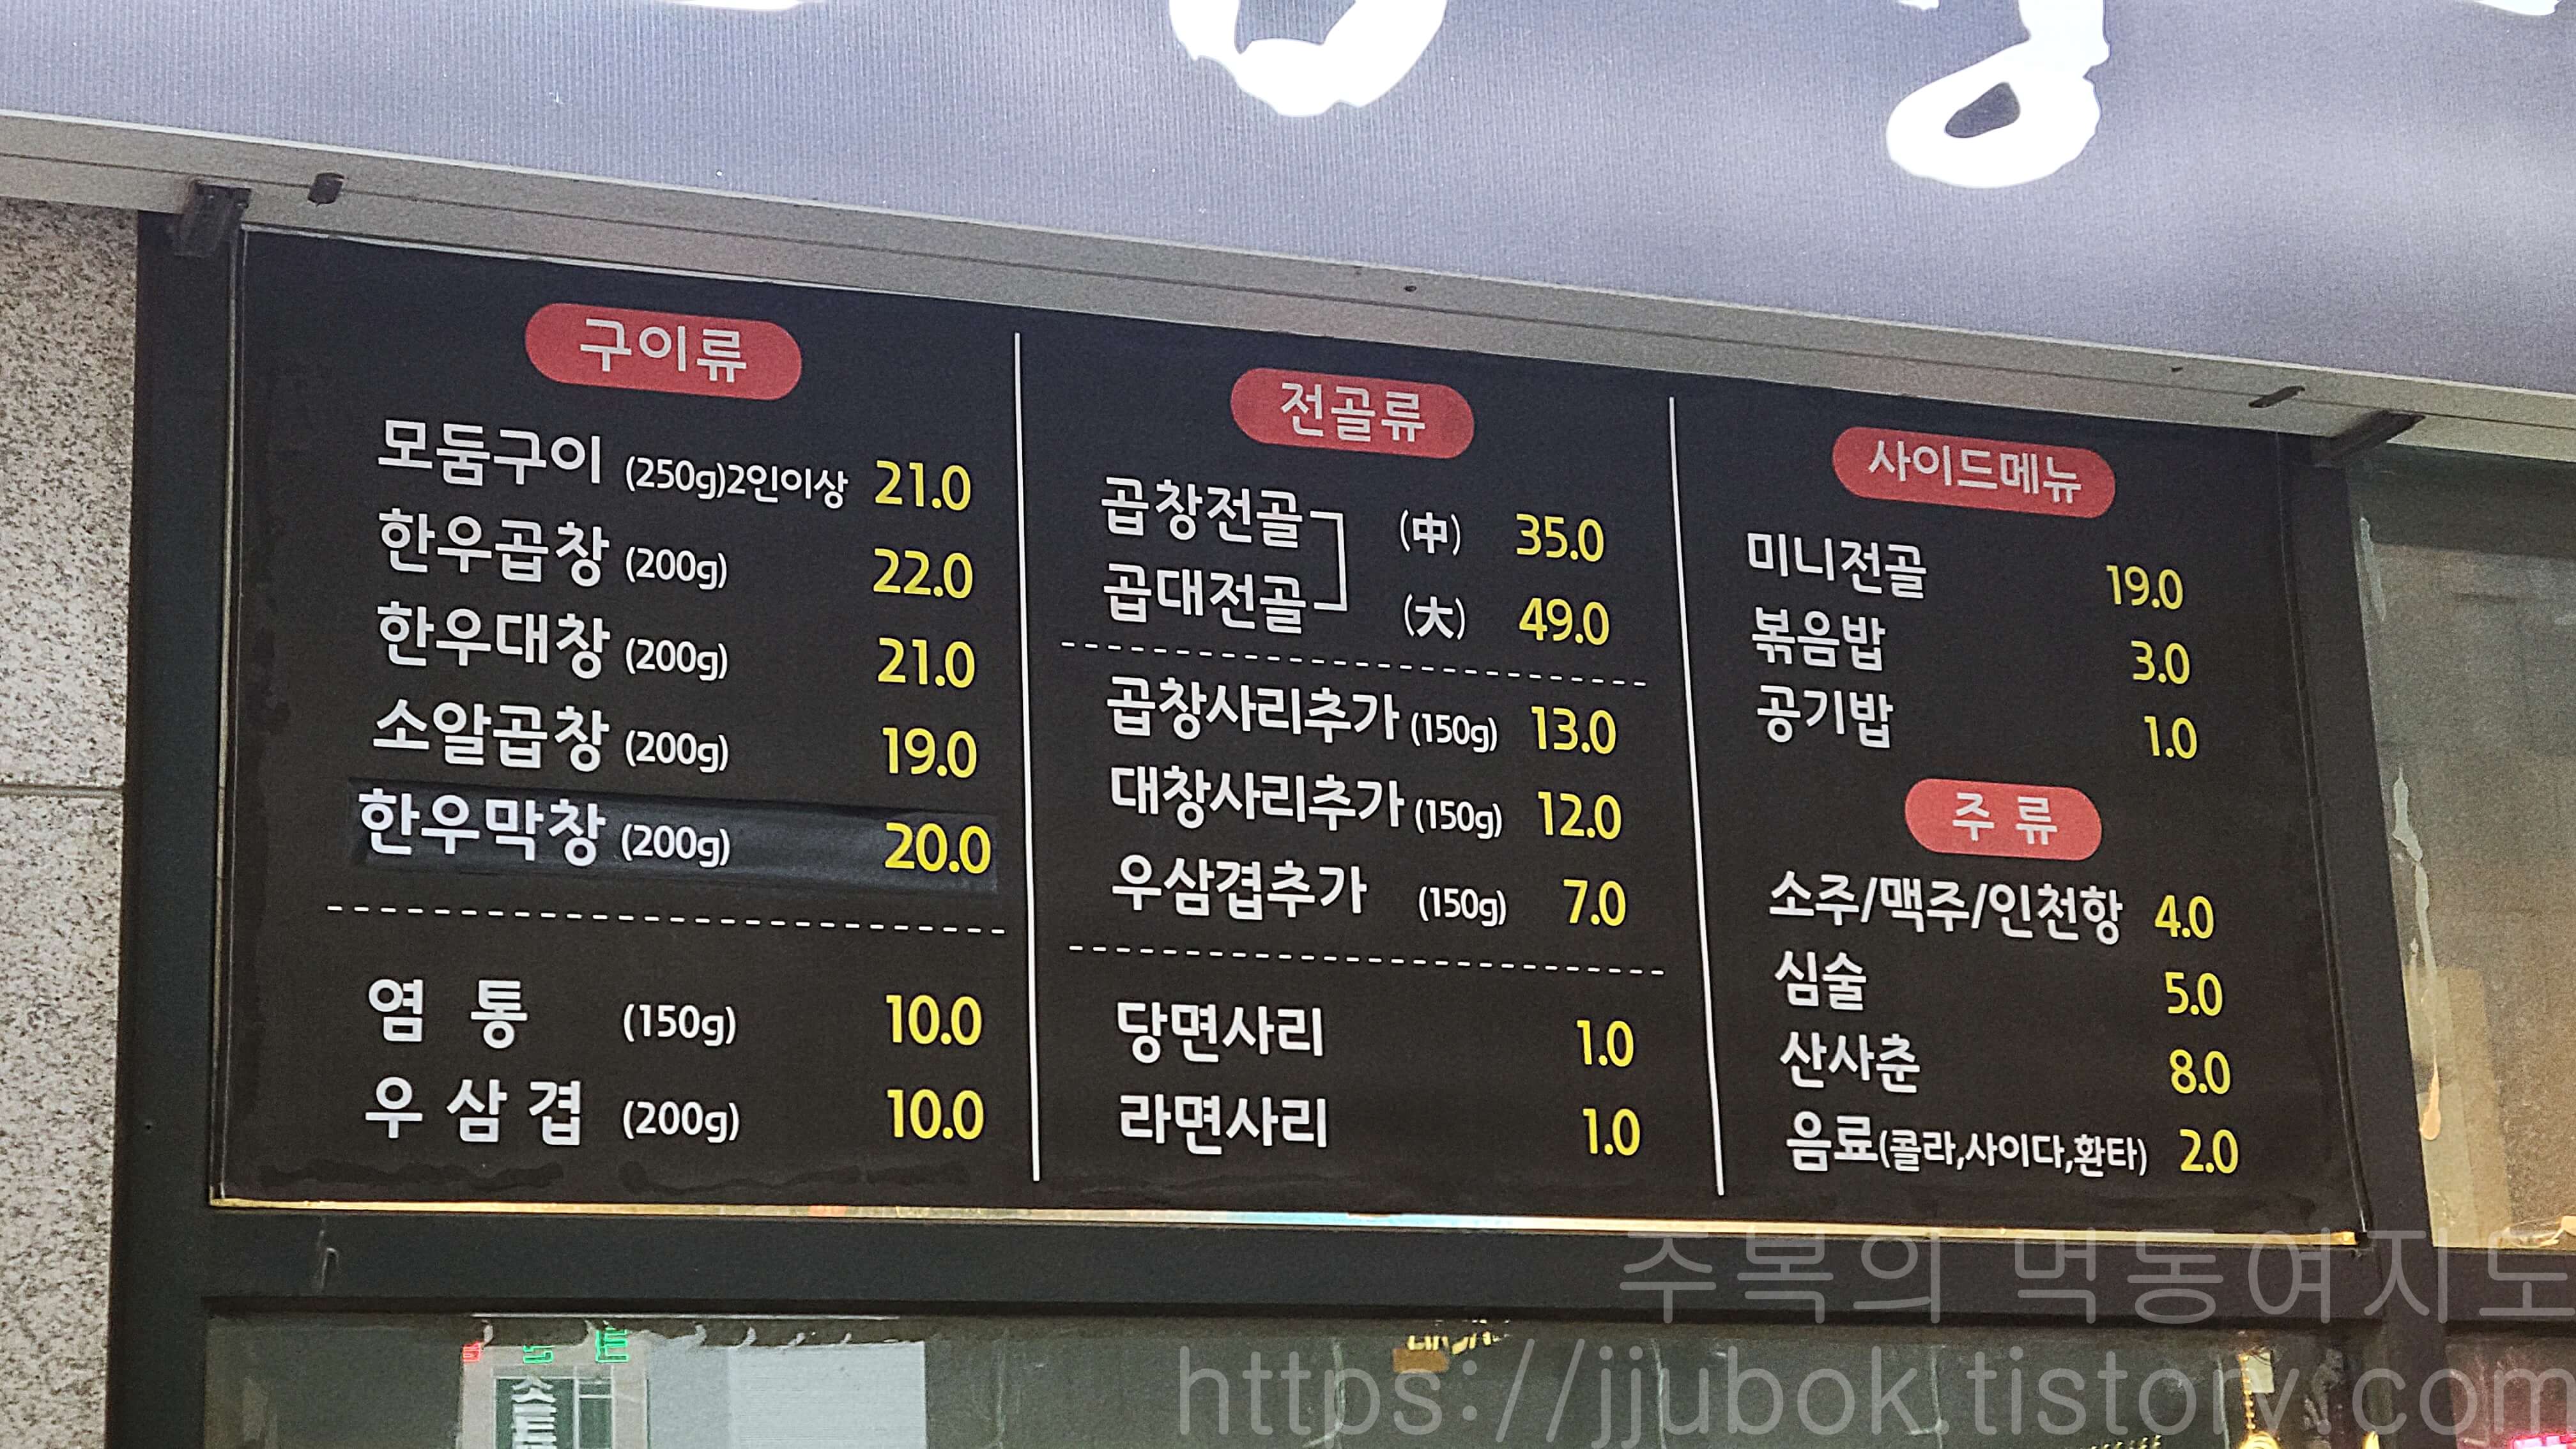 구이류
모둠구이 (250g)2인이상 21.0
한우곱창 (200g) 22.0
한우대창 (200g) 21.0
소알곱창 (200g) 19.0
한우막창 (200g) 20.0
염 통 (150g) 10.0
우 삼 겹 (200g) 10.0
전골류
곱창전골 (中) 35.0
곱대전골 (大) 49.0
곱창사리추가 (150g) 13.0
대창사리추가 (150g) 12.0
우삼겹추가 (150g) 7.0
당면사리 1.0
라면사리 1.0
사이드메뉴
미니전골 19.0
볶음밥 3.0
공기밥 1.0
주 류
소주/맥주/인천항 4.0
심술 5.0
산사춘 8.0
음료(콜라,사이다,환타) 2.0
주복의 먹동여지도
https://jjubok.tistory.com